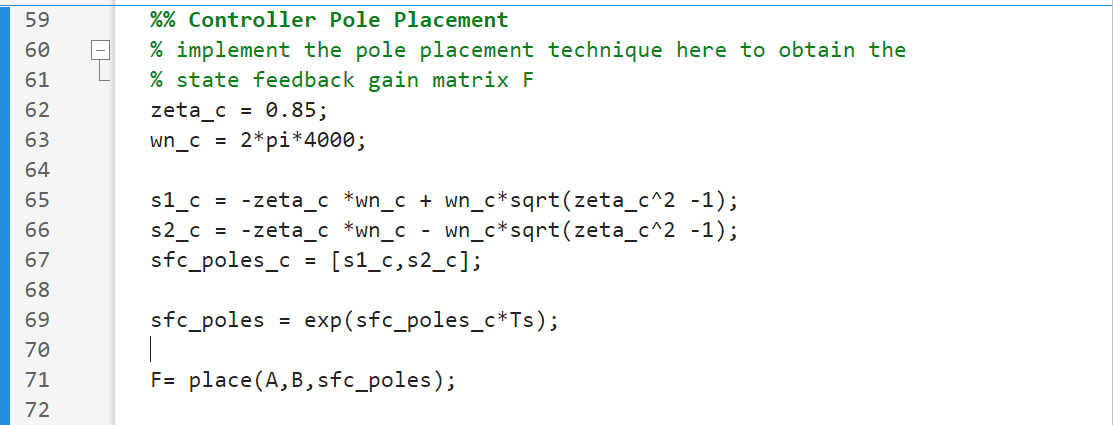 59 %% Controller Pole Placement
60 % implement the pole placement technique here to obtain the
61 % state feedback gain matrix F
62 zeta_c = 0.85;
63 wn_c = 2*pi*4000;
64
65 s1_c = -zeta_c *wn_c + wn_c*sqrt(zeta_c^2 -1);
66 s2_c = -zeta_c *wn_c - wn_c*sqrt(zeta_c^2 -1);
67 sfc_poles_c = [s1_c,s2_c];
68
69 sfc_poles = exp(sfc_poles_c*Ts);
70
71 F= place(A,B,sfc_poles);
72